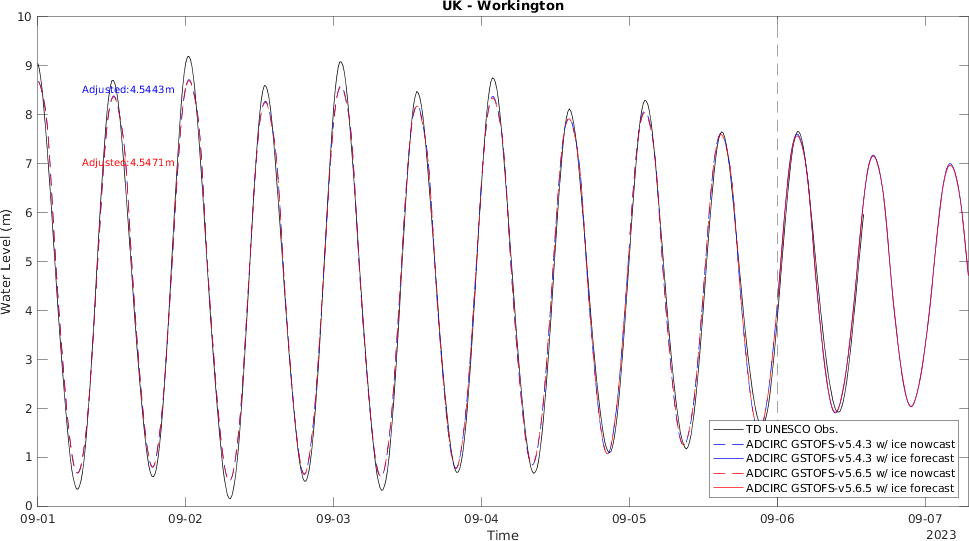 UK - Workington
10
9
8
7
6
5
4
3
2
1
0
Water Level (m)
Adjusted:4.5443m
Adjusted:4.5471m
TD UNESCO Obs.
ADCIRC GSTOFS-v5.4.3 w/ ice nowcast
ADCIRC GSTOFS-v5.4.3 w/ ice forecast
ADCIRC GSTOFS-v5.6.5 w/ ice nowcast
ADCIRC GSTOFS-v5.6.5 w/ ice forecast
09-01 09-02 09-03 09-04 09-05 09-06 09-07
Time
2023